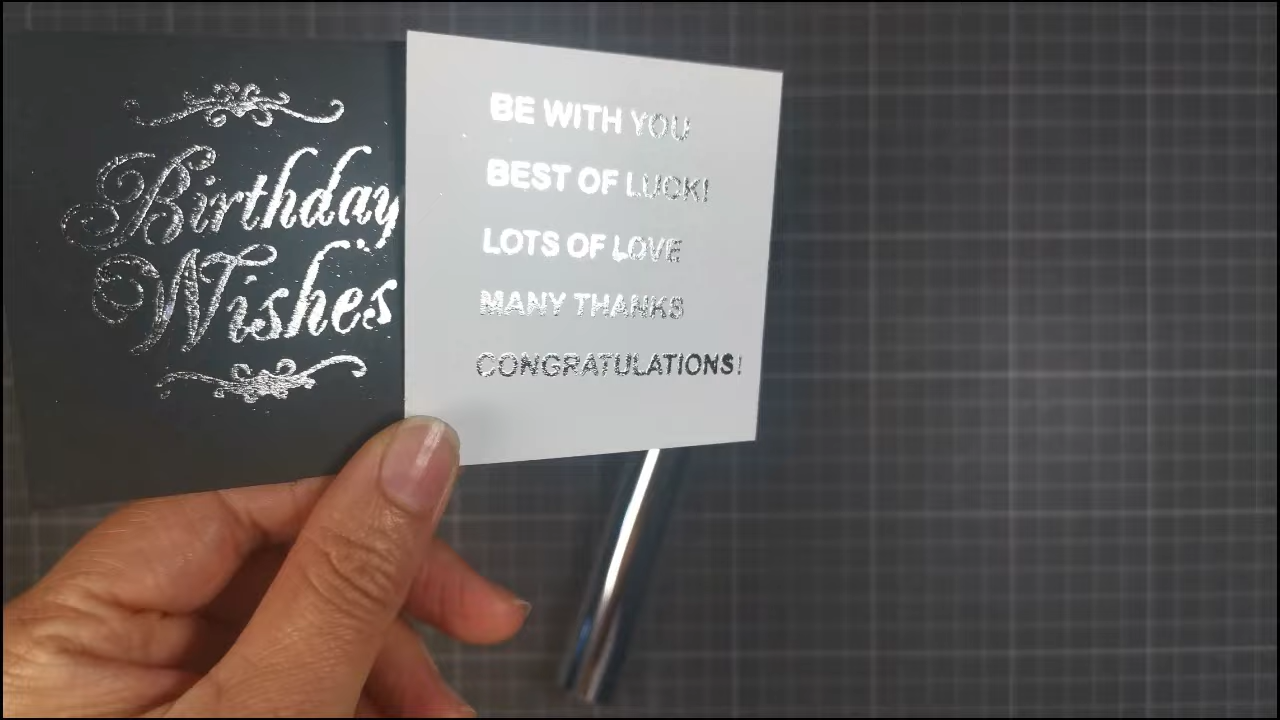 Birthday
Wishes
BE WITH YOU
BEST OF LUCK!
LOTS OF LOVE
MANY THANKS
CONGRATULATIONS!